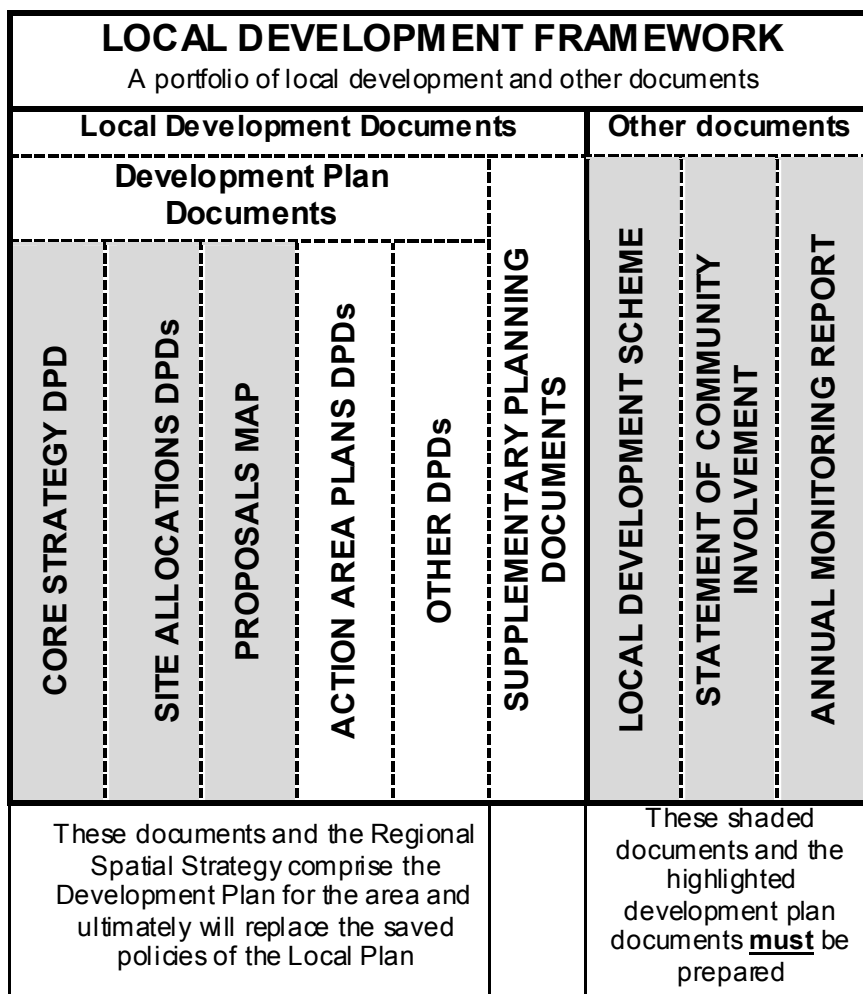 LOCAL DEVELOPMENT FRAMEWORK
A portfolio of local development and other documents
Local Development Documents
Other documents
Development Plan
Documents
CORE STRATEGY DPD
SITE ALLOCATIONS DPDs
PROPOSALS MAP
ACTION AREA PLANS DPDs
OTHER DPDs
SUPPLEMENTARY PLANNING
DOCUMENTS
LOCAL DEVELOPMENT SCHEME
STATEMENT OF COMMUNITY
INVOLVEMENT
ANNUAL MONITORING REPORT
These documents and the Regional
Spatial Strategy comprise the
Development Plan for the area and
ultimately will replace the saved
policies of the Local Plan
These shaded
documents and the
highlighted
development plan
documents must be
prepared